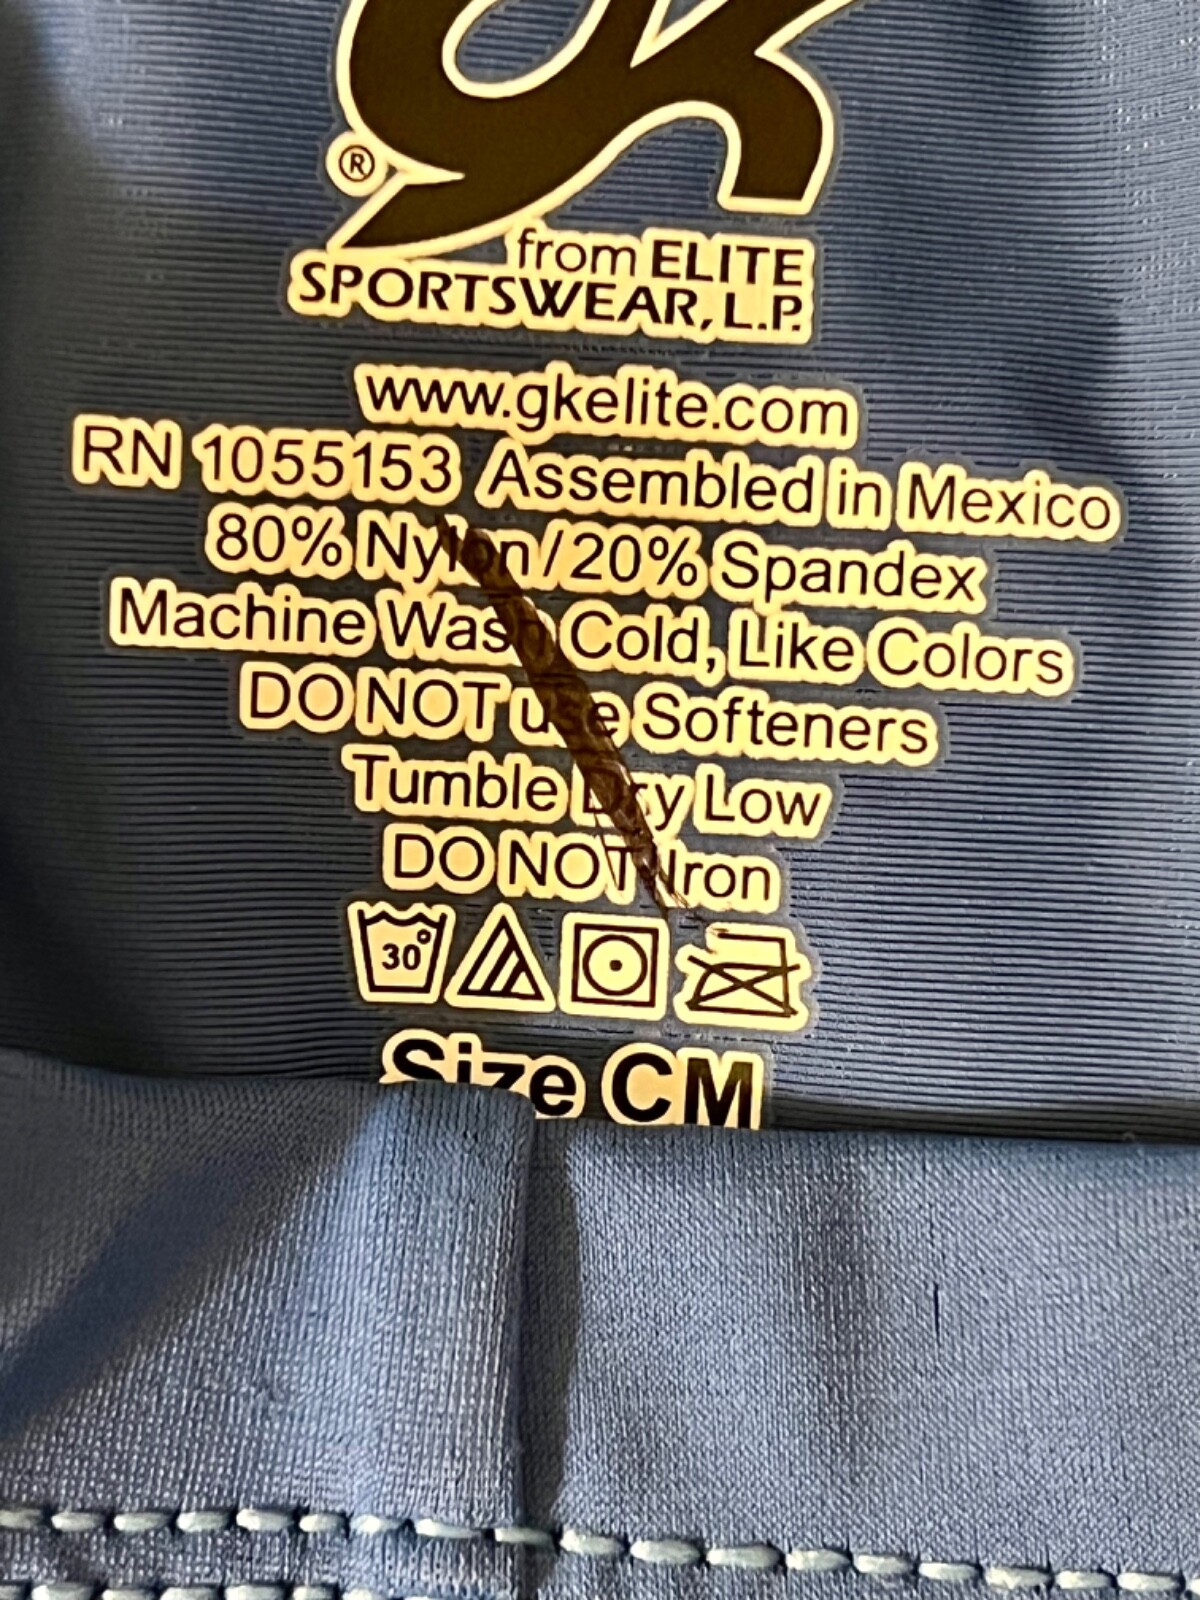 GK
®
from ELITE
SPORTSWEAR, L.P.
www.gkelite.com
RN 1055153 Assembled in Mexico
80% Nylon/20% Spandex
Machine Wash Cold, Like Colors
DO NOT use Softeners
Tumble Dry Low
DO NOT Iron
30°
Size CM